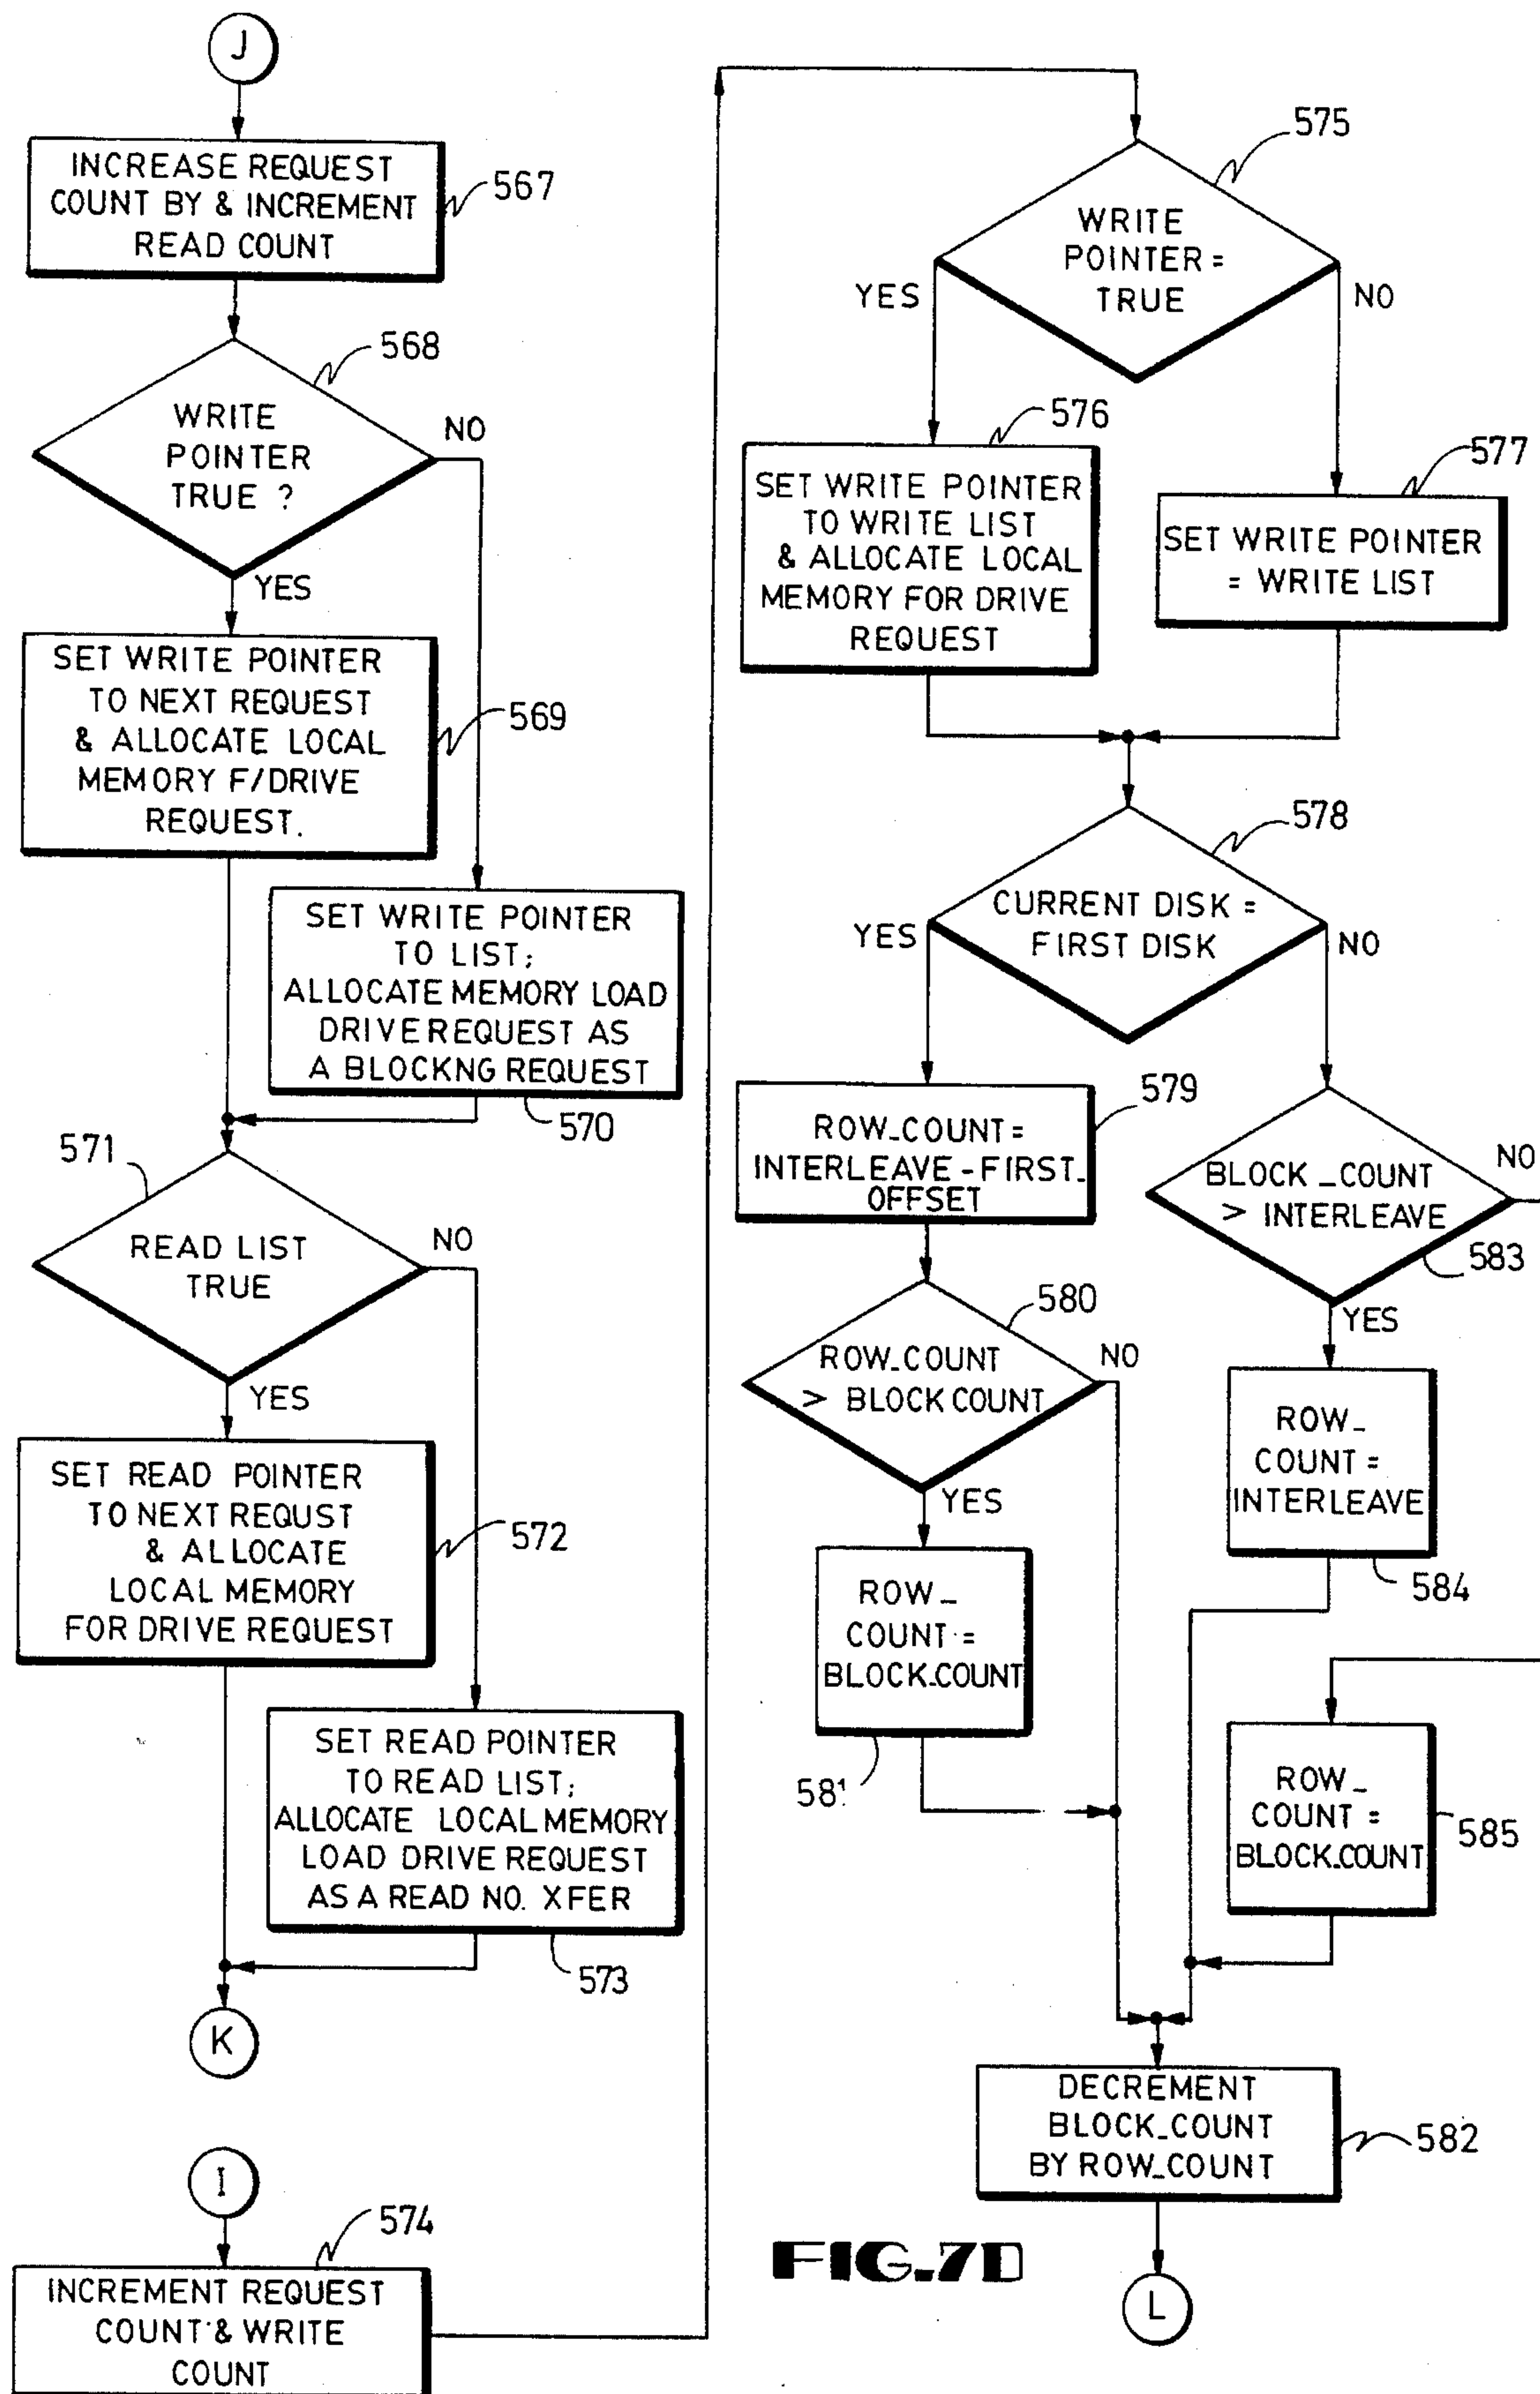 J
INCREASE REQUEST
COUNT BY & INCREMENT
READ COUNT
567
568
WRITE
POINTER
TRUE ?
NO
YES
SET WRITE POINTER
TO NEXT REQUEST
& ALLOCATE LOCAL
MEMORY F/DRIVE
REQUEST.
569
SET WRITE POINTER
TO LIST;
ALLOCATE MEMORY LOAD
DRIVE REQUEST AS
A BLOCKNG REQUEST
570
571
READ LIST
TRUE
NO
YES
SET READ POINTER
TO NEXT REQUST
& ALLOCATE
LOCAL MEMORY
FOR DRIVE REQUEST
572
SET READ POINTER
TO READ LIST;
ALLOCATE LOCAL MEMORY
LOAD DRIVE REQUEST
AS A READ NO. XFER
573
K
I
574
INCREMENT REQUEST
COUNT & WRITE
COUNT
575
WRITE
POINTER =
TRUE
YES
NO
576
SET WRITE POINTER
TO WRITE LIST
& ALLOCATE LOCAL
MEMORY FOR DRIVE
REQUEST
577
SET WRITE POINTER
= WRITE LIST
578
CURRENT DISK =
FIRST DISK
YES
NO
579
ROW_COUNT =
INTERLEAVE - FIRST_
OFFSET
580
ROW_COUNT
> BLOCK COUNT
NO
YES
ROW_
COUNT =
BLOCK_COUNT
581
BLOCK_COUNT
> INTERLEAVE
NO
583
YES
ROW_
COUNT =
INTERLEAVE
584
ROW_
COUNT =
BLOCK_COUNT
585
DECREMENT
BLOCK_COUNT
BY ROW_COUNT
582
L
FIG. 7D